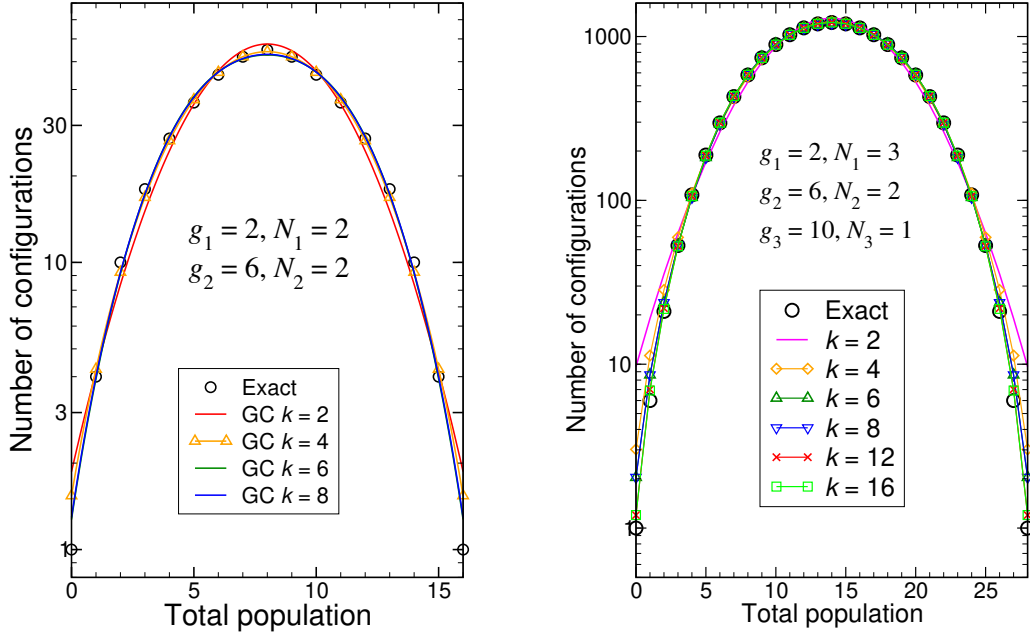 Number of configurations
30
10
3
1
g₁ = 2, N₁ = 2
g₂ = 6, N₂ = 2
Exact
GC k = 2
GC k = 4
GC k = 6
GC k = 8
0 5 10 15
Total population
Number of configurations
1000
100
10
1
g₁ = 2, N₁ = 3
g₂ = 6, N₂ = 2
g₃ = 10, N₃ = 1
Exact
k = 2
k = 4
k = 6
k = 8
k = 12
k = 16
0 5 10 15 20 25
Total population